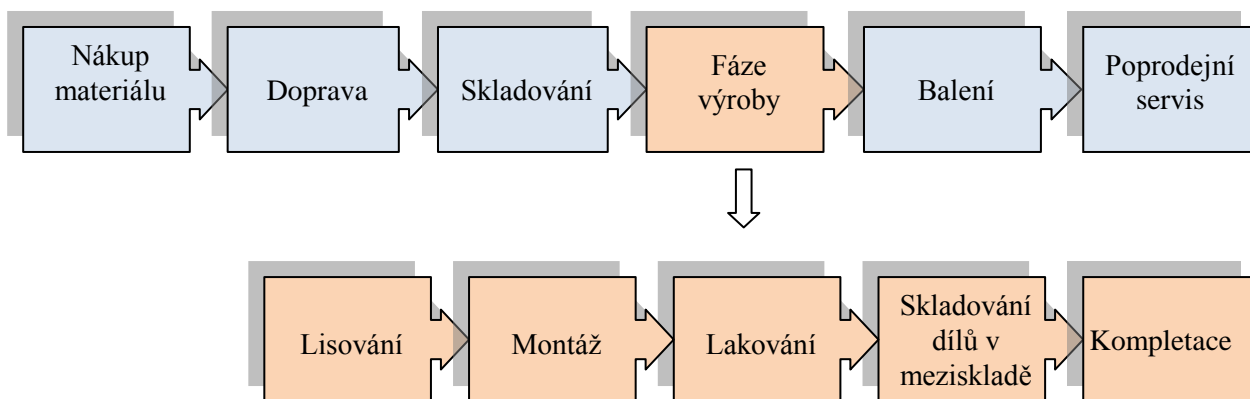 Nákup
materiálu
Doprava
Skladování
Fáze
výroby
Balení
Poprodejní
servis
Lisování
Montáž
Lakování
Skladování
dílů v
meziskladě
Kompletace